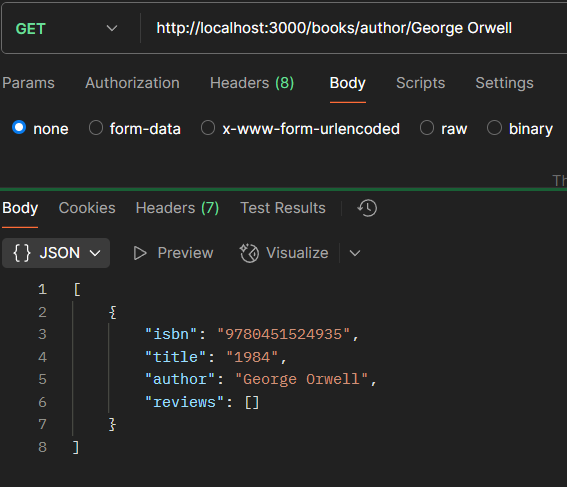 GET http://localhost:3000/books/author/George Orwell
Params Authorization Headers (8) Body Scripts Settings
none form-data x-www-form-urlencoded raw binary
Th
Body Cookies Headers (7) Test Results
{} JSON Preview Visualize
1 [
2 {
3 "isbn": "9780451524935",
4 "title": "1984",
5 "author": "George Orwell",
6 "reviews": []
7 }
8 ]